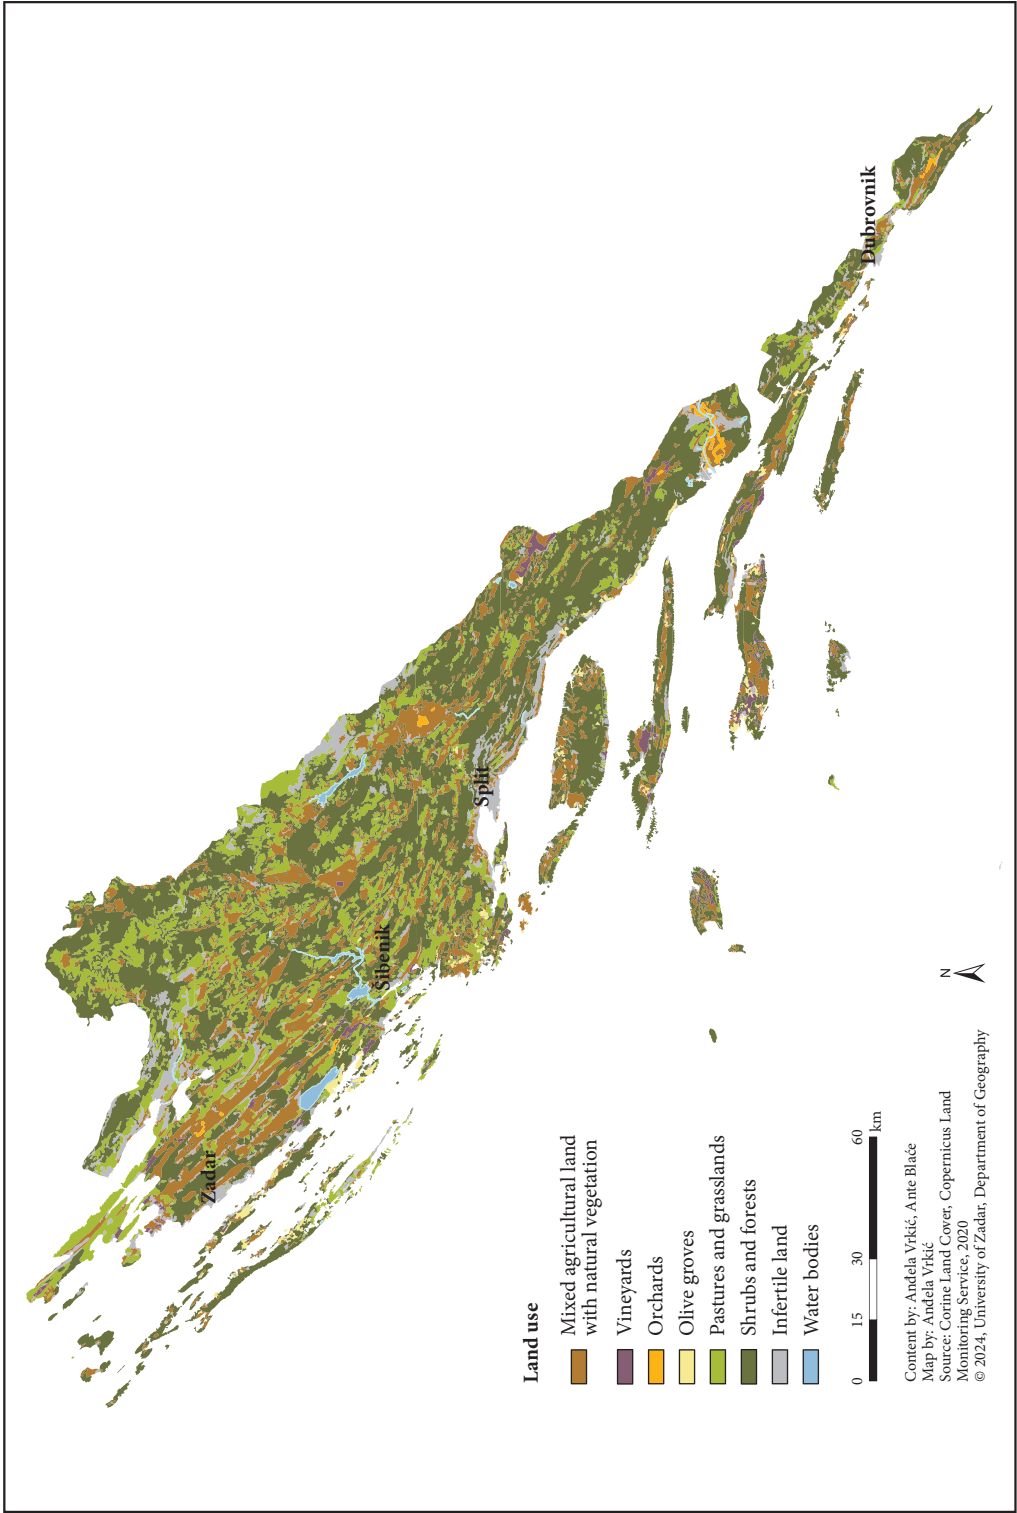 Zadar
Šibenik
Split
Dubrovnik
Land use
Mixed agricultural land
with natural vegetation
Vineyards
Orchards
Olive groves
Pastures and grasslands
Shrubs and forests
Infertile land
Water bodies
0 15 30 60
km
N
Content by: Anđela Vrkić, Ante Blaće
Map by: Anđela Vrkić
Source: Corine Land Cover, Copernicus Land
Monitoring Service, 2020
© 2024, University of Zadar, Department of Geography